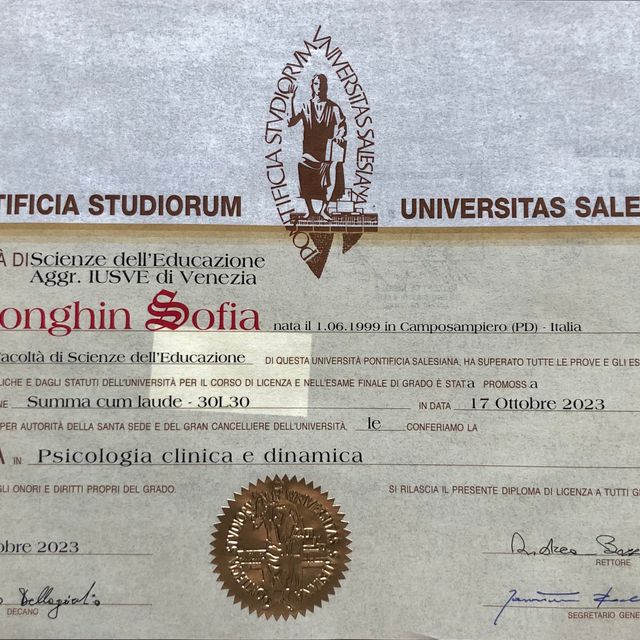 PONTIFICIA STVDIORVM VNIVERSITAS SALESIANA
TIFICIA STUDIORUM UNIVERSITAS SALE
À DI Scienze dell'Educazione
Aggr. IUSVE di Venezia
onghin Sofia nata il 1.06.1999 in Camposampiero (PD) - Italia
acoltà di Scienze dell'Educazione DI QUESTA UNIVERSITÀ PONTIFICIA SALESIANA, HA SUPERATO TUTTE LE PROVE E GLI ES
LICHE E DAGLI STATUTI DELL'UNIVERSITÀ PER IL CORSO DI LICENZA E NELL'ESAME FINALE DI GRADO È STATa PROMOSSa
NE Summa cum laude - 30L30 IN DATA 17 Ottobre 2023
PER AUTORITÀ DELLA SANTA SEDE E DEL GRAN CANCELLIERE DELL'UNIVERSITÀ, le CONFERIAMO LA
A IN Psicologia clinica e dinamica
GLI ONORI E DIRITTI PROPRI DEL GRADO. SI RILASCIA IL PRESENTE DIPLOMA DI LICENZA A TUTTI G
obre 2023
RETTORE
DECANO
SEGRETARIO GENE